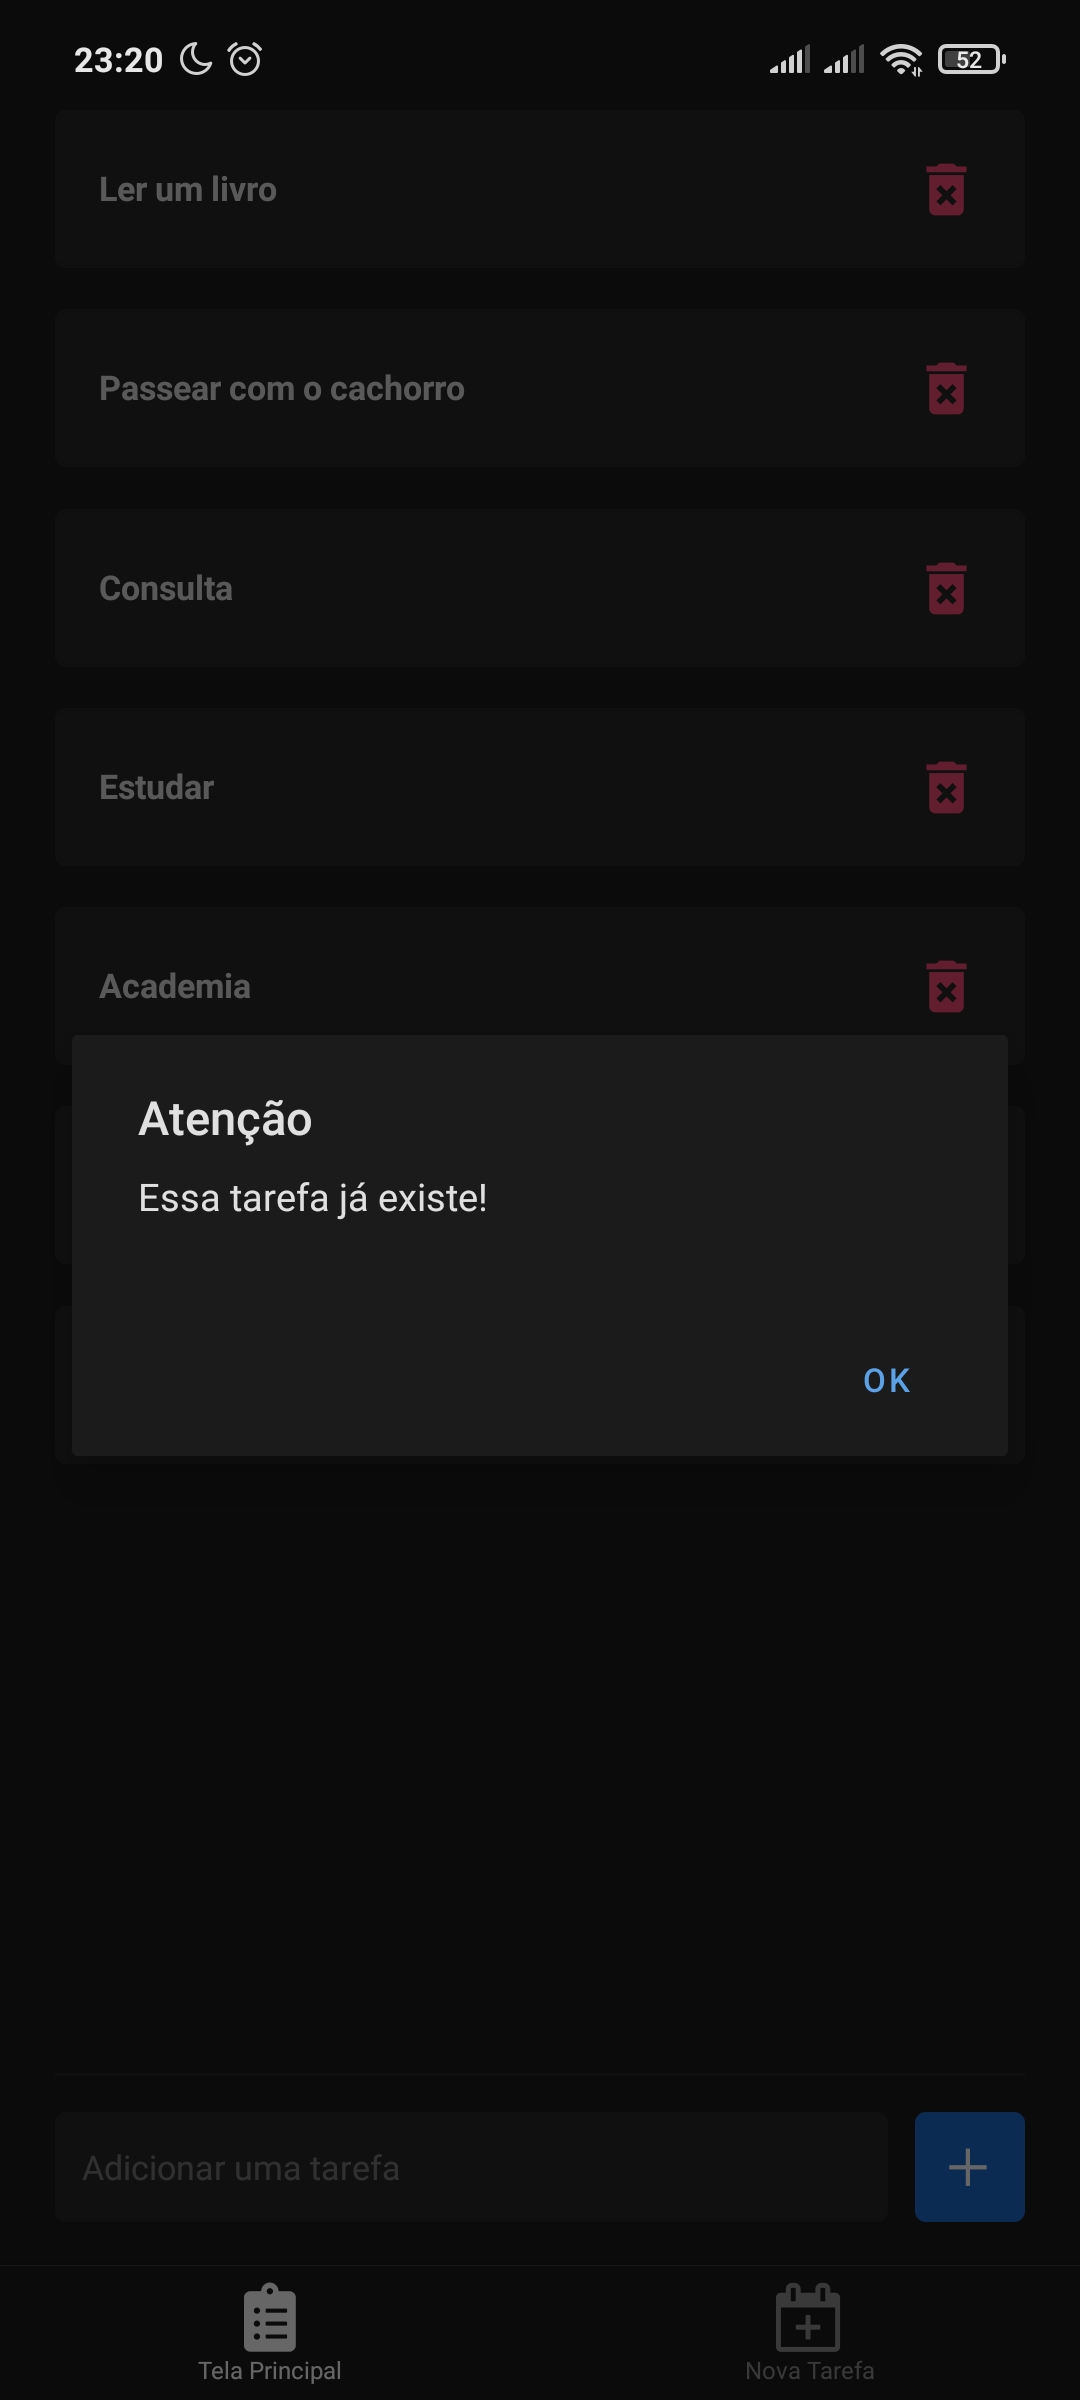 23:20
52
Ler um livro
Passear com o cachorro
Consulta
Estudar
Academia
Atenção
Essa tarefa já existe!
OK
Adicionar uma tarefa
Tela Principal
Nova Tarefa